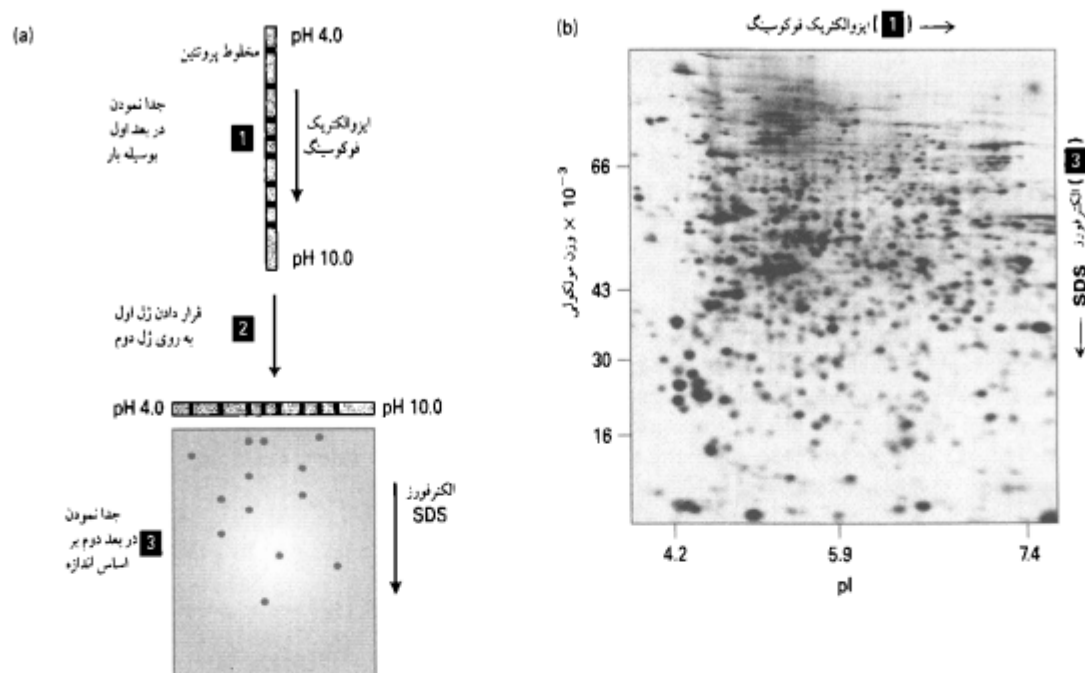 (a)
pH 4.0
مخلوط پروتئین
جدا نمودن
در بعد اول
بوسیله بار
1
ایزوالکتریک
فوکوسینگ
pH 10.0
2
قرار دادن ژل اول
به روی ژل دوم
pH 4.0
pH 10.0
جدا نمودن
در بعد دوم بر
اساس اندازه
3
الکترفورز
SDS
(b)
ایزوالکتریک فوکوسینگ ( 1 ) →
66
43
30
16
وزن مولکولی × 10⁻³
4.2
5.9
7.4
pI
( 3 ) الکترفورز SDS →